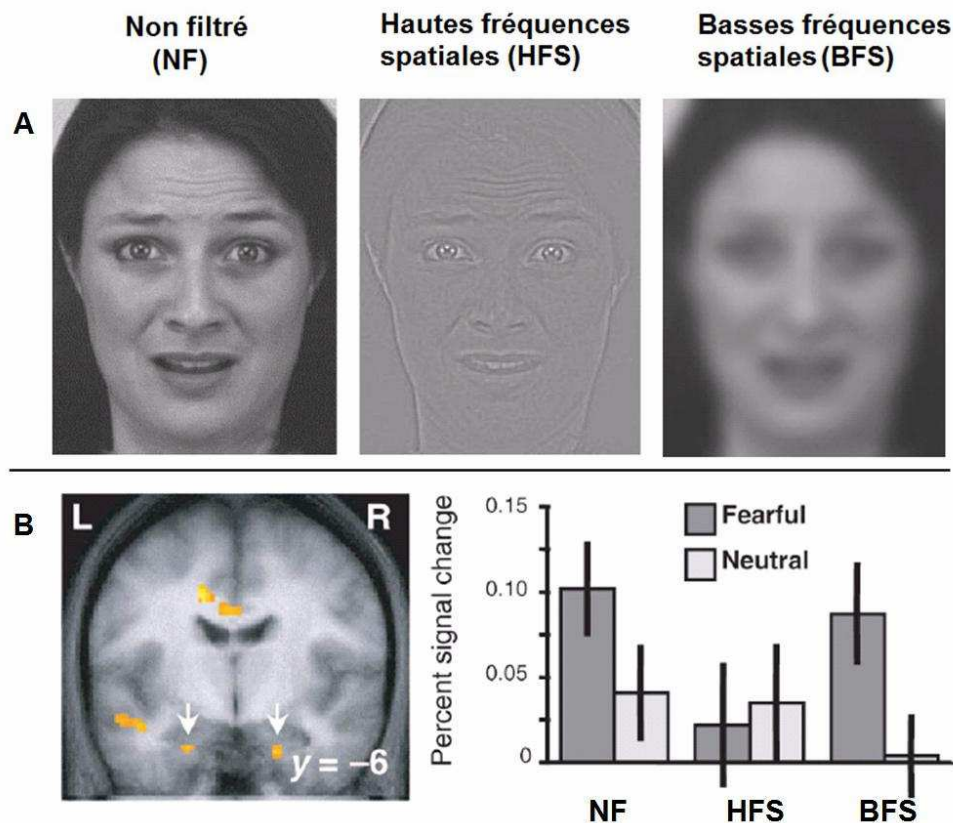 Non filtré
(NF)
Hautes fréquences
spatiales (HFS)
Basses fréquences
spatiales (BFS)
A
B
L
R
y = –6
Percent signal change
0.15
0.10
0.05
0
Fearful
Neutral
NF
HFS
BFS